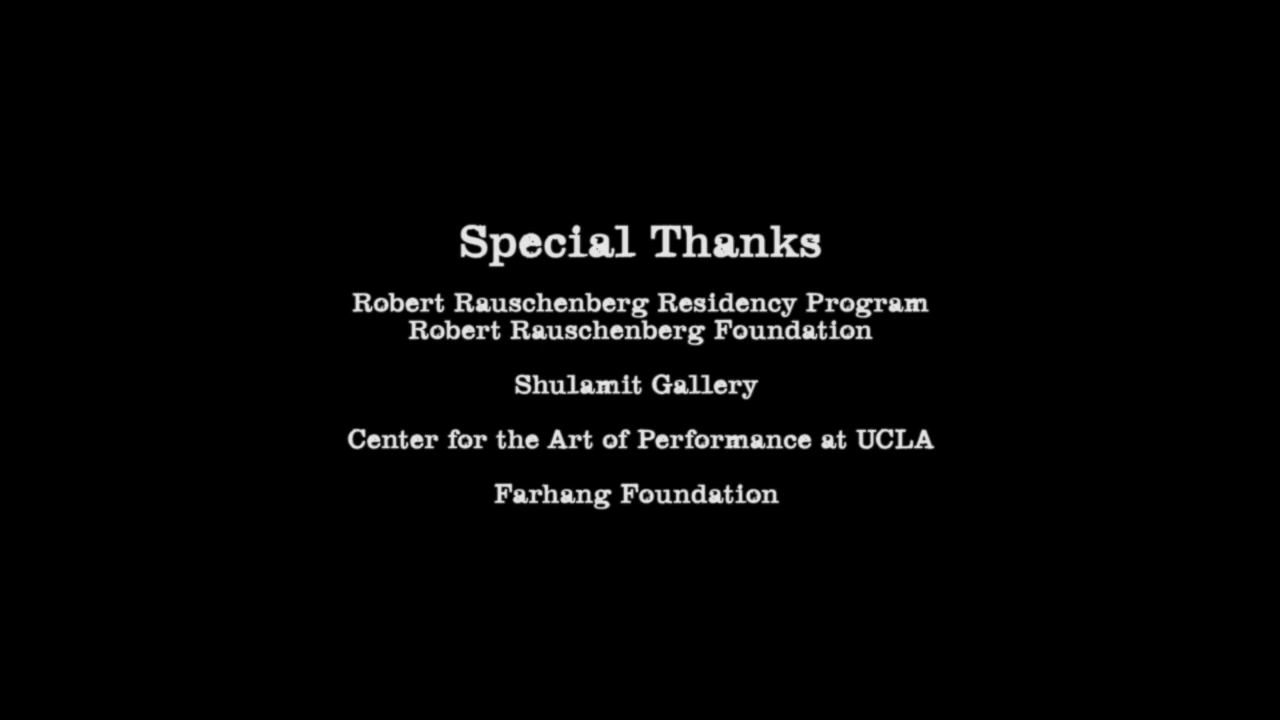 Special Thanks
Robert Rauschenberg Residency Program
Robert Rauschenberg Foundation
Shulamit Gallery
Center for the Art of Performance at UCLA
Farhang Foundation